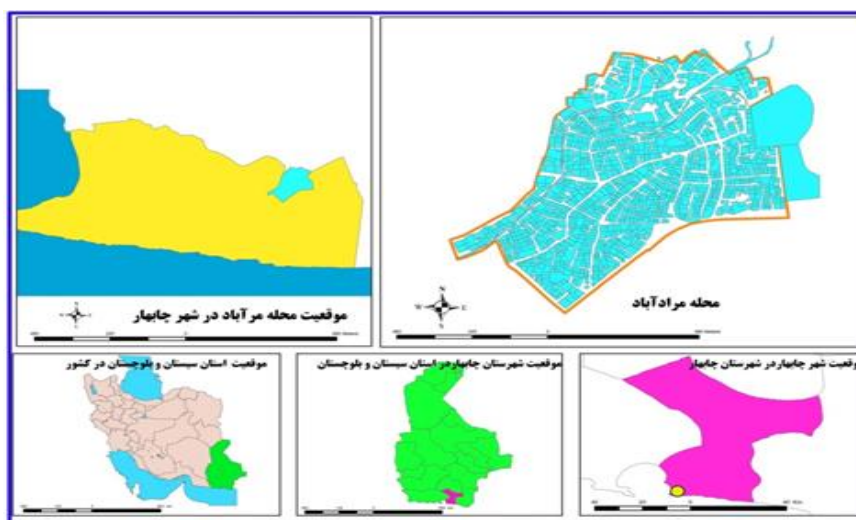 موقعیت محله مرآباد در شهر چابهار
محله مرادآباد
N
W
E
S
موقعیت استان سیستان و بلوچستان در کشور
موقعیت شهرستان چابهار در استان سیستان و بلوچستان
موقعیت شهر چابهار در شهرستان چابهار